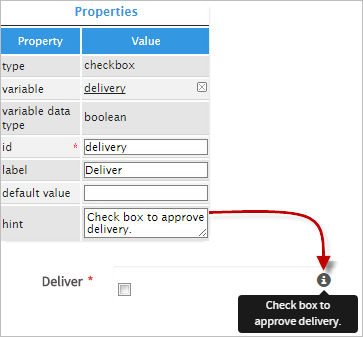 Properties
Property Value
type checkbox
variable delivery
variable data
type boolean
id * delivery
label Deliver
default value
hint Check box to approve
delivery.
Deliver *
Check box to
approve delivery.